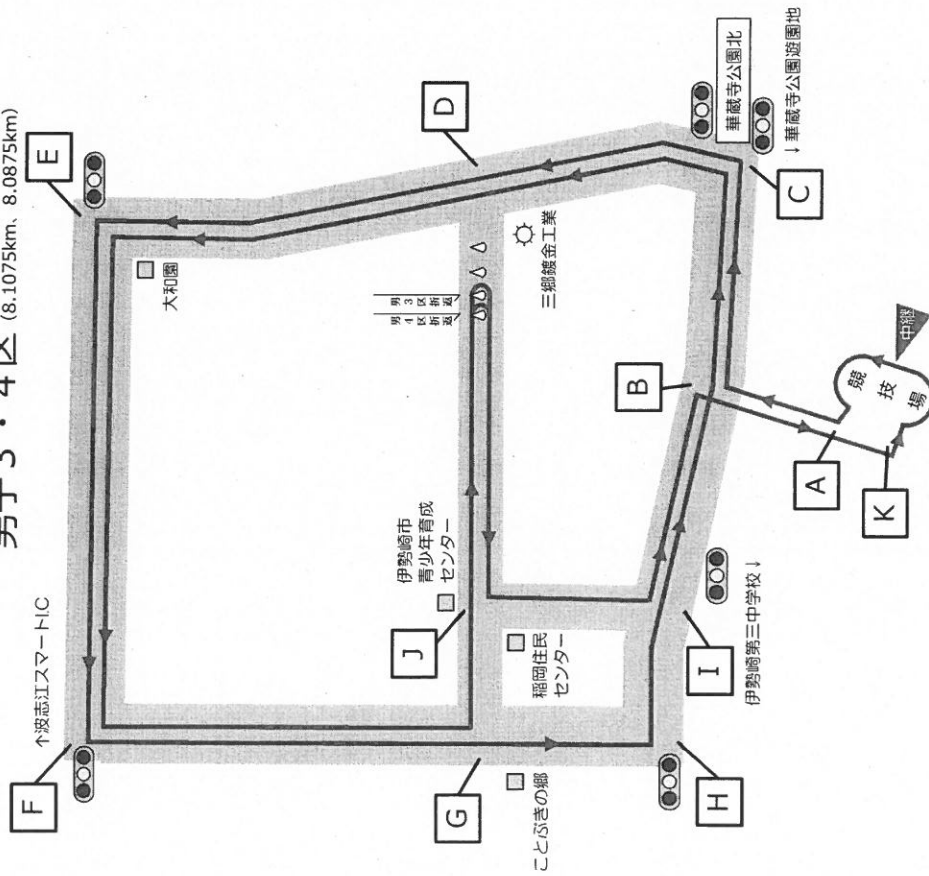 男子3・4区 (8.1075km、8.0875km)
↑波志江スマートI.C
E
F
大和園
D
男3区折返
男4区折返
三郷鍍金工業
華蔵寺公園北
↓華蔵寺公園遊園地
C
伊勢崎市
青少年育成
センター
J
B
稲岡住民
センター
G
ことぶきの郷
I
伊勢崎第三中学校↓
H
A
K
競技場
中継